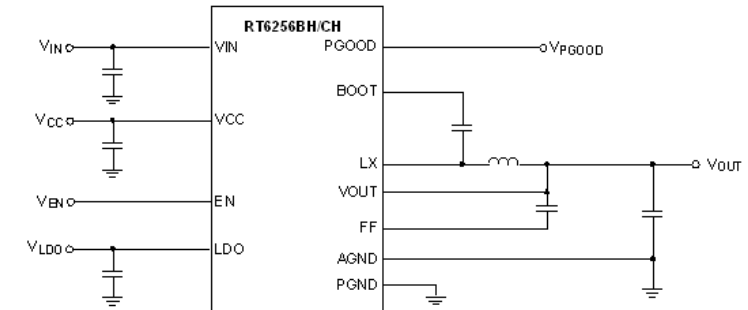 RT6256BH/CH
VIN
VIN
PGOOD
VPGOOD
BOOT
VCC
VCC
LX
VOUT
VOUT
VEN
EN
FF
VLDO
LDO
AGND
PGND